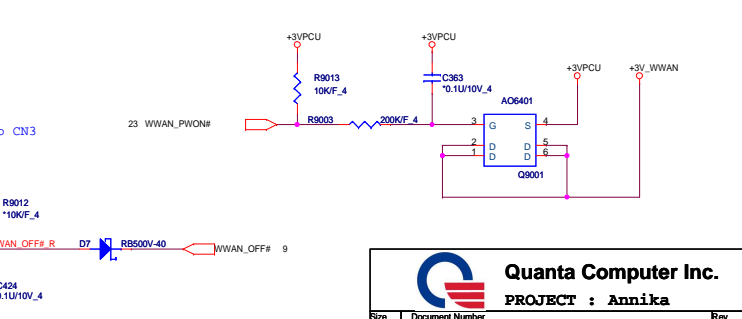 +3VPCU
+3VPCU
+3VPCU
+3V_WWAN
R9013
10K/F_4
C363
*0.1U/10V_4
AO6401
23 WWAN_PWON#
R9003
200K/F_4
3
G
S
4
2
D
D
5
1
D
D
6
Q9001
CN3
R9012
*10K/F_4
WAN_OFF#_R
D7
RB500V-40
WWAN_OFF# 9
C424
0.1U/10V_4
Quanta Computer Inc.
PROJECT : Annika
Size
Document Number
Rev